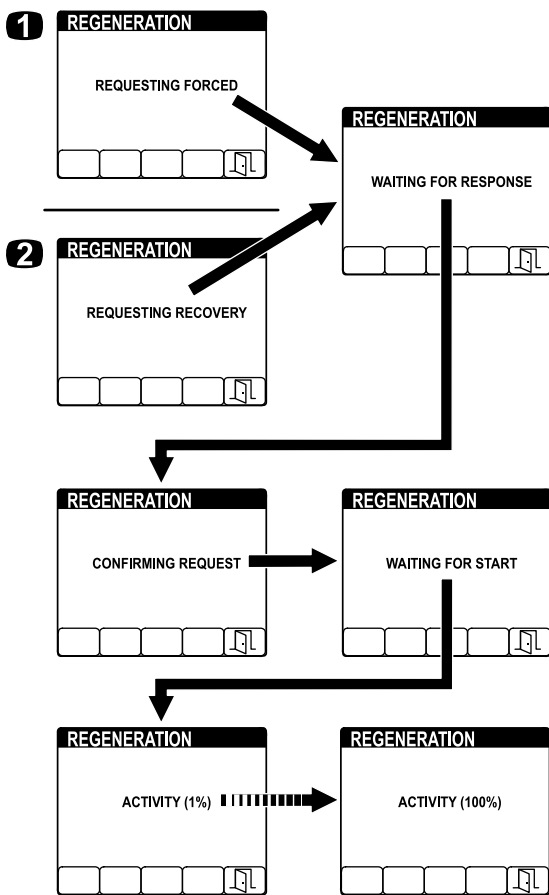 1
REGENERATION
REQUESTING FORCED
REGENERATION
WAITING FOR RESPONSE
2
REGENERATION
REQUESTING RECOVERY
REGENERATION
CONFIRMING REQUEST
REGENERATION
WAITING FOR START
REGENERATION
ACTIVITY (1%)
REGENERATION
ACTIVITY (100%)